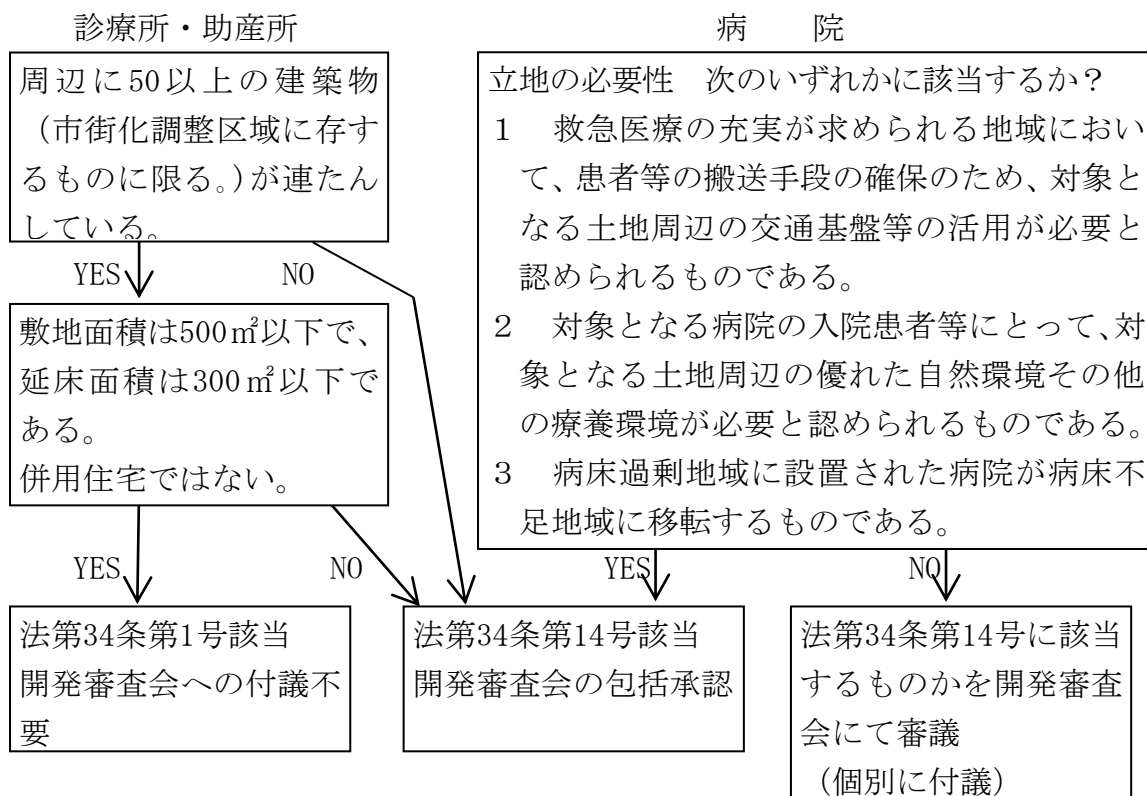 診療所・助産所
周辺に50以上の建築物
（市街化調整区域に存す
るものに限る。）が連たん
している。
YES
NO
敷地面積は500㎡以下で、
延床面積は300㎡以下で
ある。
併用住宅ではない。
YES
NO
病　　院
立地の必要性　次のいずれかに該当するか？
１　救急医療の充実が求められる地域におい
て、患者等の搬送手段の確保のため、対象と
なる土地周辺の交通基盤等の活用が必要と
認められるものである。
２　対象となる病院の入院患者等にとって、対
象となる土地周辺の優れた自然環境その他
の療養環境が必要と認められるものである。
３　病床過剰地域に設置された病院が病床不
足地域に移転するものである。
YES
NO
法第34条第1号該当
開発審査会への付議不
要
法第34条第14号該当
開発審査会の包括承認
法第34条第14号に該当
するものかを開発審査
会にて審議
（個別に付議）